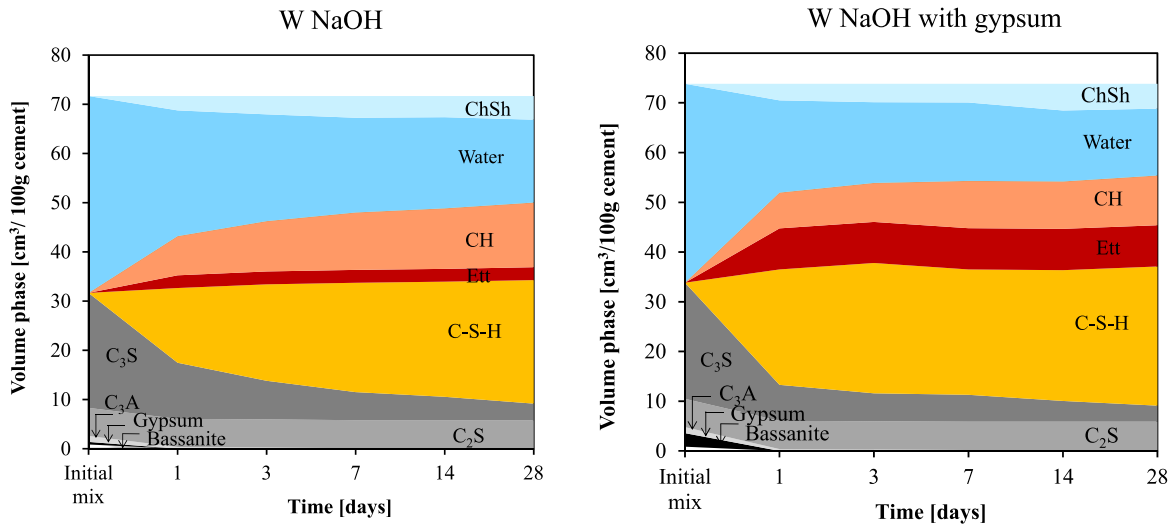 W NaOH
80
70
60
50
40
30
20
10
0
Volume phase [cm³/ 100g cement]
ChSh
Water
CH
Ett
C-S-H
C₃S
C₃A
Gypsum
Bassanite
C₂S
Initial
mix
1
3
7
14
28
Time [days]
W NaOH with gypsum
80
70
60
50
40
30
20
10
0
Volume phase [cm³/100g cement]
ChSh
Water
CH
Ett
C-S-H
C₃S
C₃A
Gypsum
Bassanite
C₂S
Initial
mix
1
3
7
14
28
Time [days]